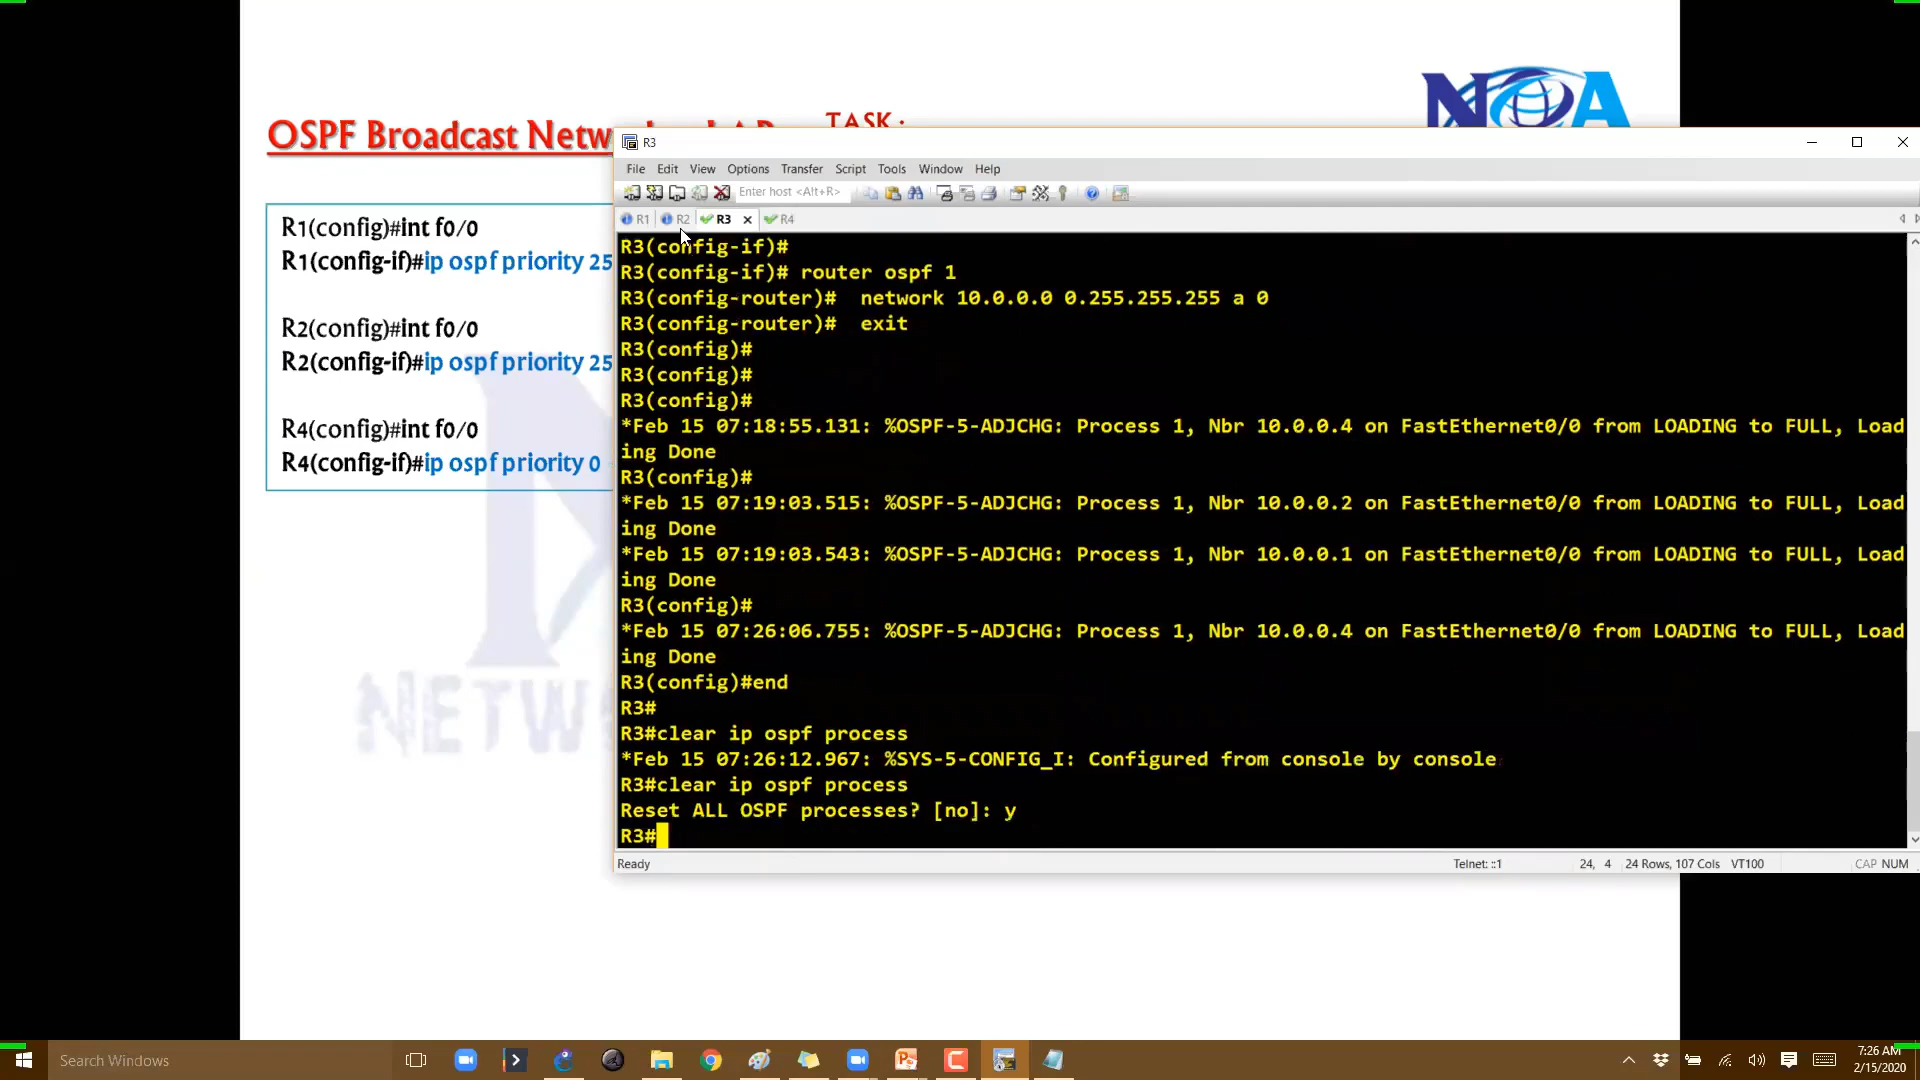 OSPF Broadcast Netw
TASK:
R1(config)#int f0/0
R1(config-if)#ip ospf priority 25
R2(config)#int f0/0
R2(config-if)#ip ospf priority 25
R4(config)#int f0/0
R4(config-if)#ip ospf priority 0
NETW
R3
File Edit View Options Transfer Script Tools Window Help
Enter host <Alt+R>
R1 R2 R3 R4
R3(config-if)#
R3(config-if)# router ospf 1
R3(config-router)#  network 10.0.0.0 0.255.255.255 a 0
R3(config-router)#  exit
R3(config)#
R3(config)#
R3(config)#
*Feb 15 07:18:55.131: %OSPF-5-ADJCHG: Process 1, Nbr 10.0.0.4 on FastEthernet0/0 from LOADING to FULL, Load
ing Done
R3(config)#
*Feb 15 07:19:03.515: %OSPF-5-ADJCHG: Process 1, Nbr 10.0.0.2 on FastEthernet0/0 from LOADING to FULL, Load
ing Done
*Feb 15 07:19:03.543: %OSPF-5-ADJCHG: Process 1, Nbr 10.0.0.1 on FastEthernet0/0 from LOADING to FULL, Load
ing Done
R3(config)#
*Feb 15 07:26:06.755: %OSPF-5-ADJCHG: Process 1, Nbr 10.0.0.4 on FastEthernet0/0 from LOADING to FULL, Load
ing Done
R3(config)#end
R3#
R3#clear ip ospf process
*Feb 15 07:26:12.967: %SYS-5-CONFIG_I: Configured from console by console
R3#clear ip ospf process
Reset ALL OSPF processes? [no]: y
R3#
Ready Telnet: ::1 24, 4 24 Rows, 107 Cols VT100 CAP NUM
Search Windows
7:26 AM
2/15/2020